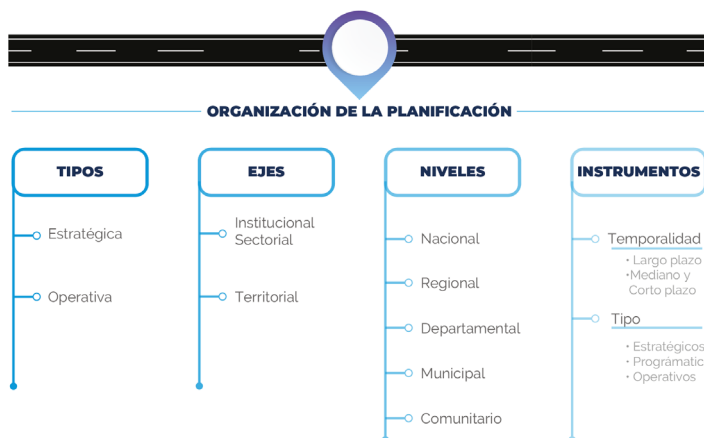 ORGANIZACIÓN DE LA PLANIFICACIÓN
TIPOS
Estratégica
Operativa
EJES
Institucional
Sectorial
Territorial
NIVELES
Nacional
Regional
Departamental
Municipal
Comunitario
INSTRUMENTOS
Temporalidad
• Largo plazo
•Mediano y
Corto plazo
Tipo
• Estratégicos
• Prográmatic
• Operativos